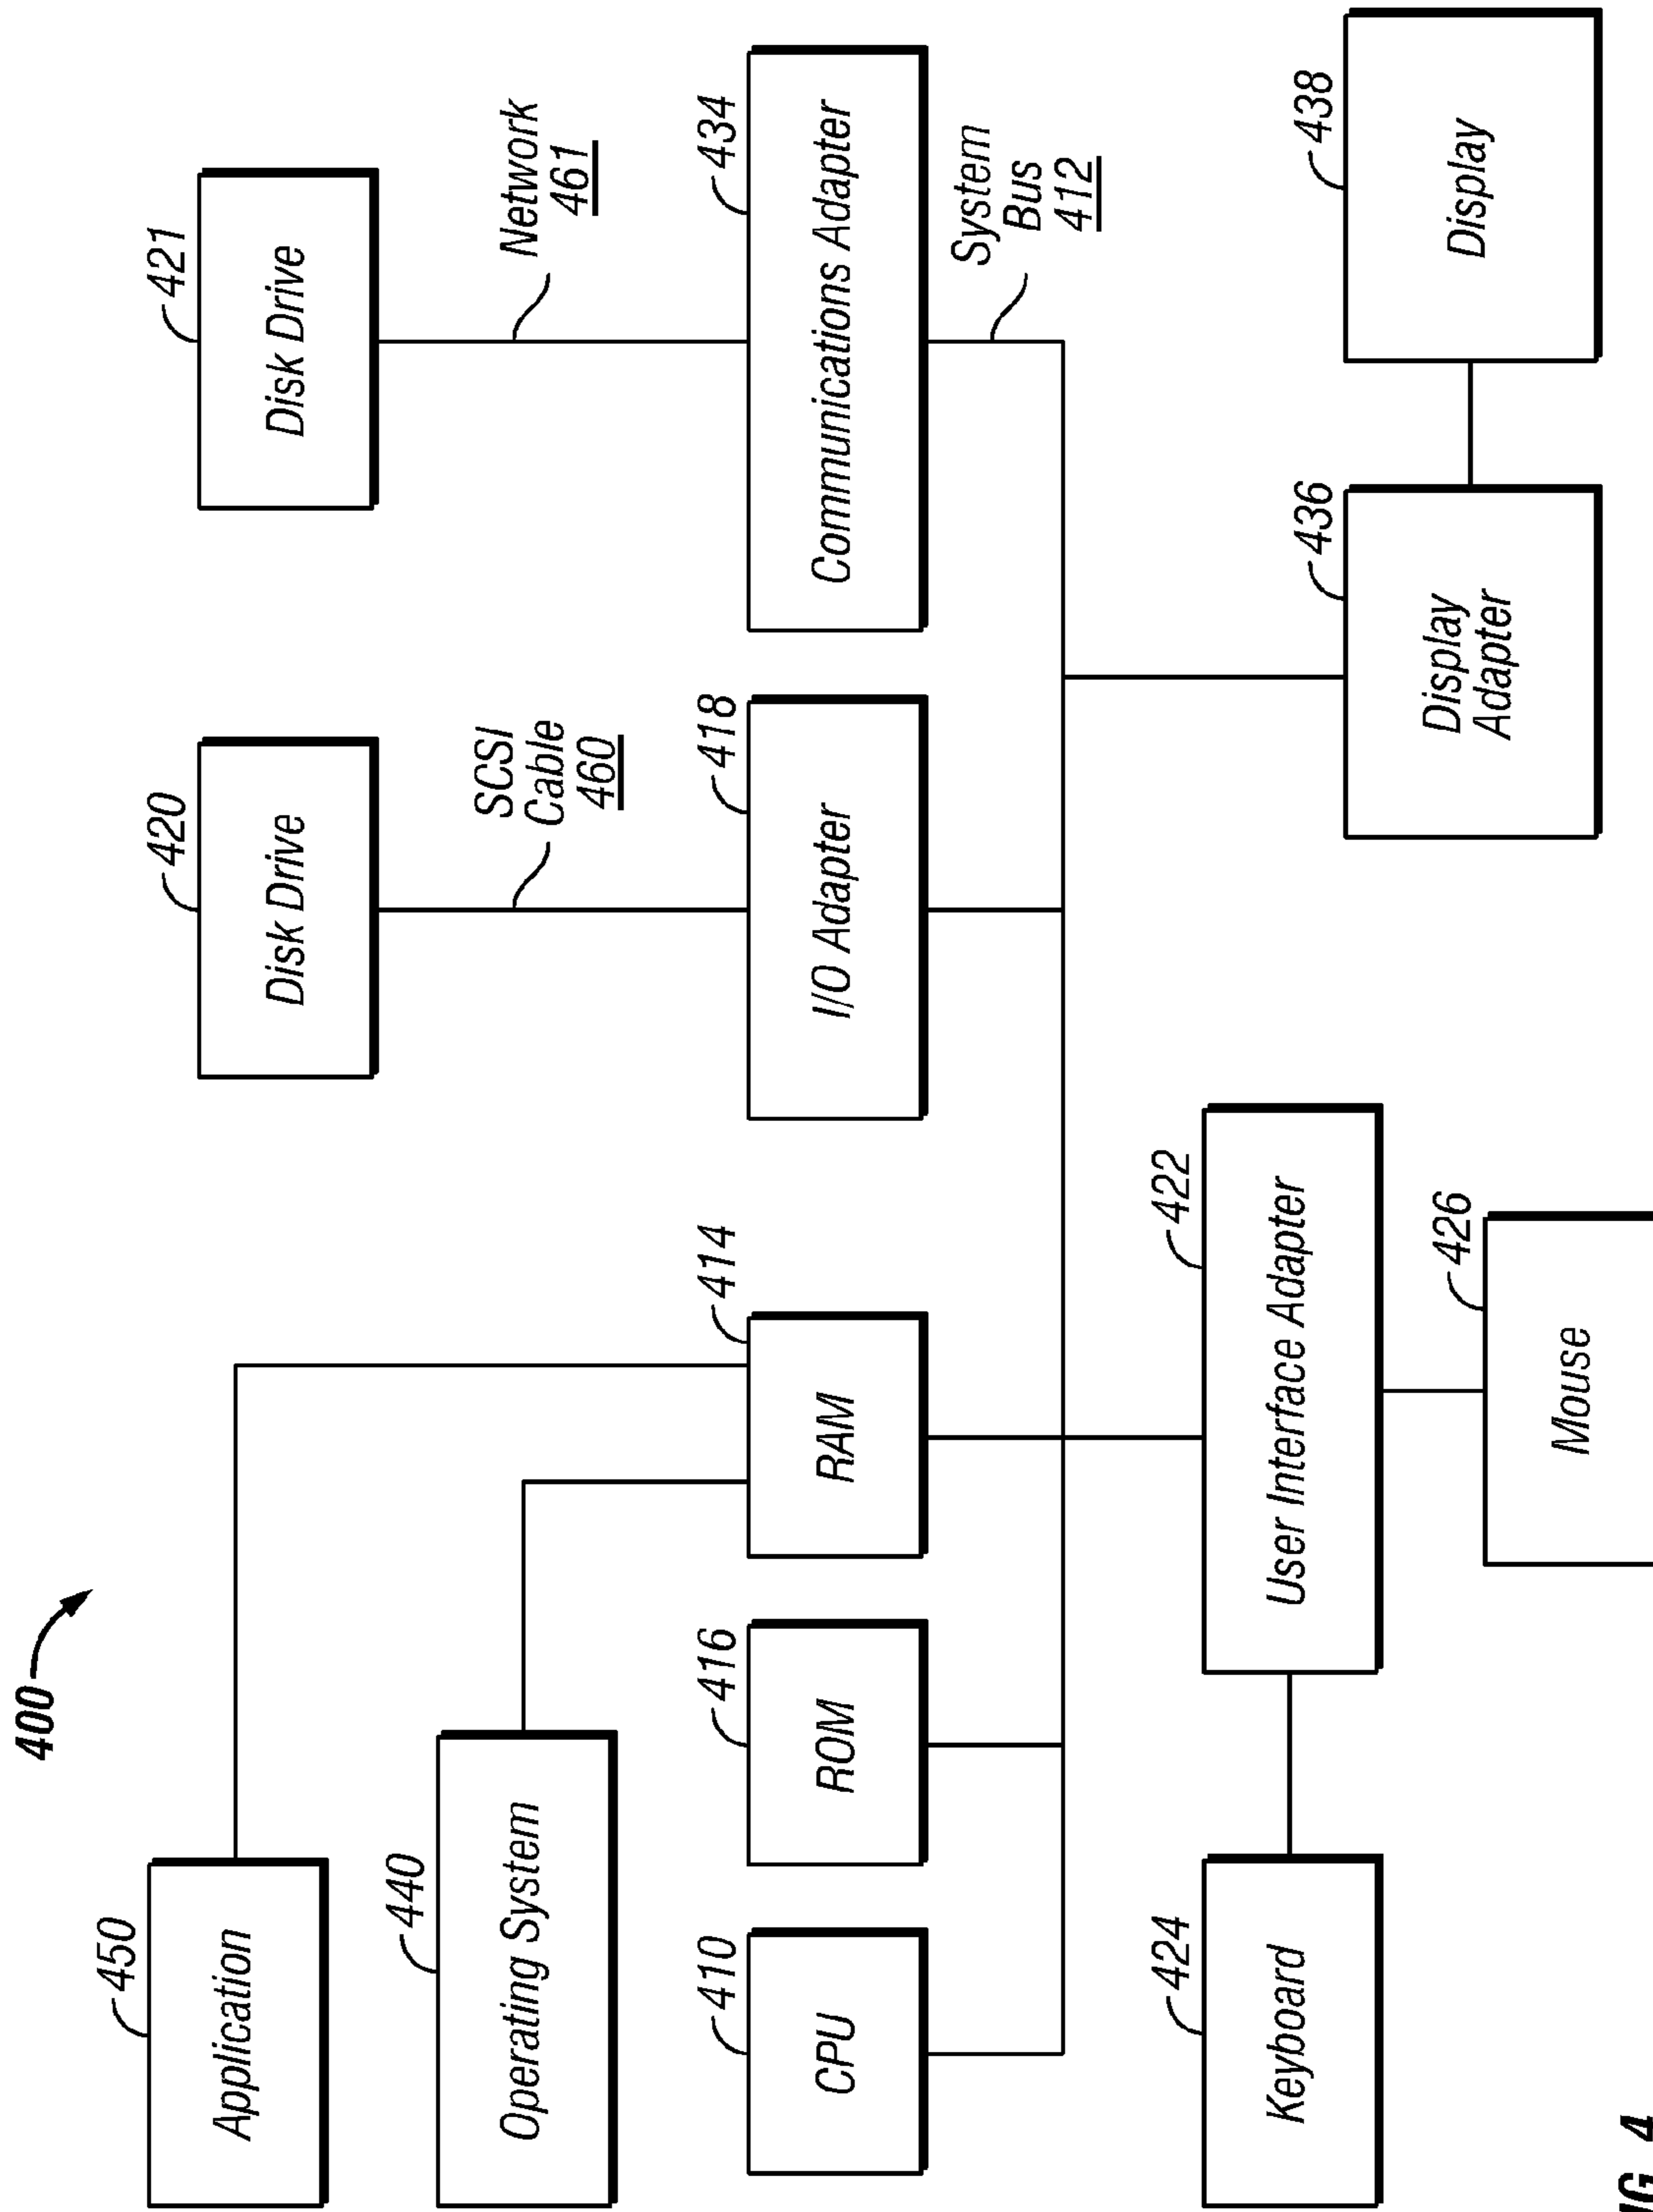 400
450
Application
440
Operating System
420
Disk Drive
421
Disk Drive
SCSI
Cable
460
Network
461
410
CPU
416
ROM
414
RAM
418
I/O Adapter
434
Communications Adapter
System
Bus
412
424
Keyboard
422
User Interface Adapter
426
Mouse
436
Display
Adapter
438
Display
IG. 4